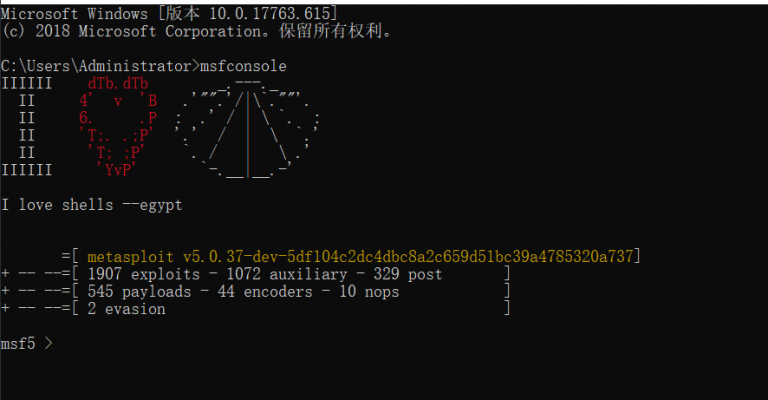 Microsoft Windows [版本 10.0.17763.615]
(c) 2018 Microsoft Corporation。保留所有权利。
C:\Users\Administrator>msfconsole
IIIIII    dTb.dTb        _.---._
  II     4'  v  'B   .'"".'/|\`.""'.
  II     6.     .P  :  .' / | \ `.  :
  II     'T;. .;P'  '.'  /  |  \  `.'
  II      'T; ;P'    `. /   |   \ .'
IIIIII     'YvP'       `-.__|__.-'
I love shells --egypt
       =[ metasploit v5.0.37-dev-5df104c2dc4dbc8a2c659d51bc39a4785320a737]
+ -- --=[ 1907 exploits - 1072 auxiliary - 329 post       ]
+ -- --=[ 545 payloads - 44 encoders - 10 nops            ]
+ -- --=[ 2 evasion                                       ]
msf5 >